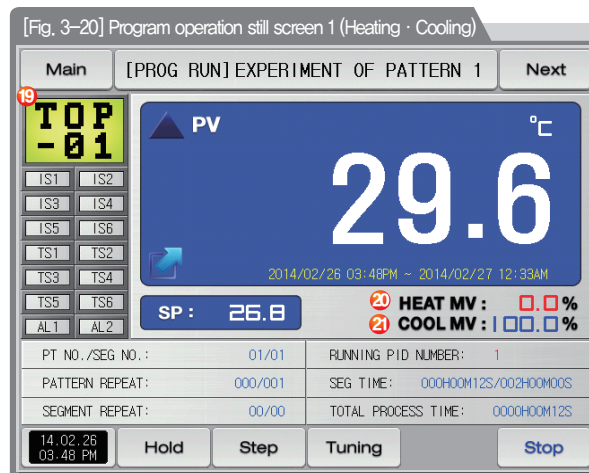 [Fig. 3-20] Program operation still screen 1 (Heating · Cooling)
Main
[PROG RUN] EXPERIMENT OF PATTERN 1
Next
19
TOP
-01
PV
℃
29.6
2014/02/26 03:48PM ~ 2014/02/27 12:33AM
IS1 IS2
IS3 IS4
IS5 IS6
TS1 TS2
TS3 TS4
TS5 TS6
AL1 AL2
SP : 26.8
20 HEAT MV : 0.0 %
21 COOL MV : 100.0 %
PT NO./SEG NO.: 01/01
RUNNING PID NUMBER: 1
PATTERN REPEAT: 000/001
SEG TIME: 000H00M12S/002H00M00S
SEGMENT REPEAT: 00/00
TOTAL PROCESS TIME: 0000H00M12S
14.02.26
03:48 PM
Hold
Step
Tuning
Stop